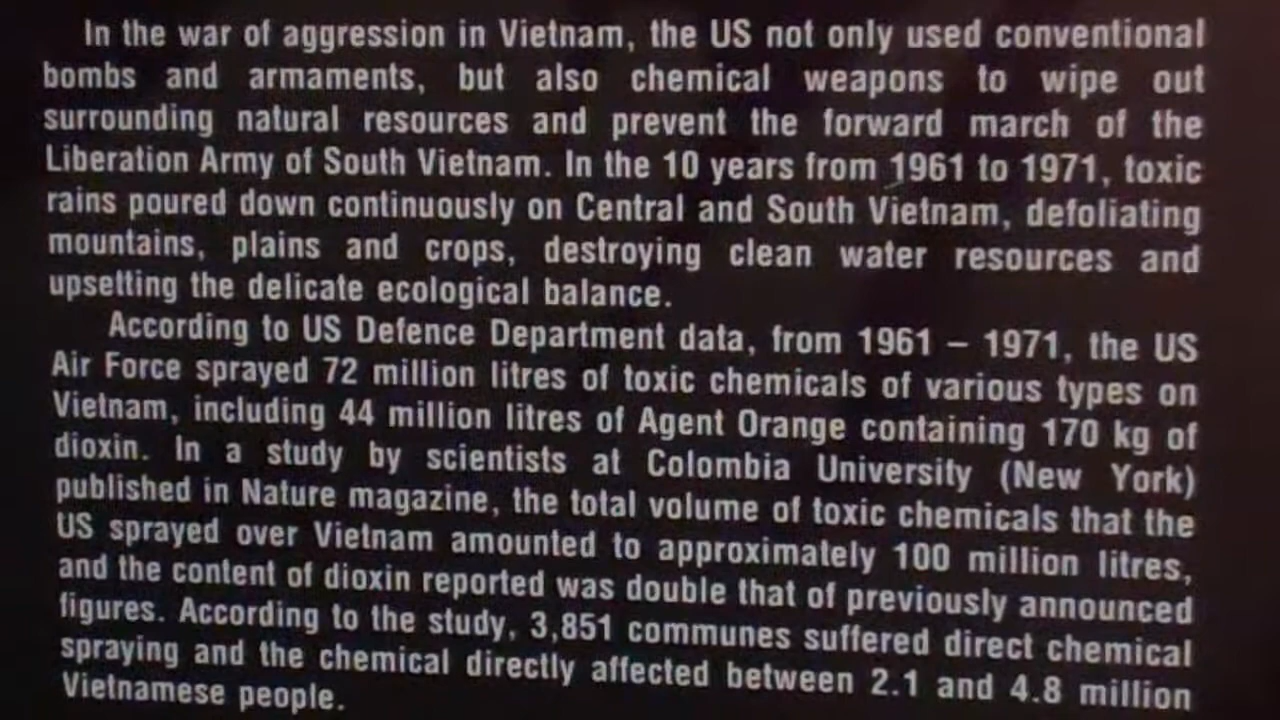 In the war of aggression in Vietnam, the US not only used conventional
bombs and armaments, but also chemical weapons to wipe out
surrounding natural resources and prevent the forward march of the
Liberation Army of South Vietnam. In the 10 years from 1961 to 1971, toxic
rains poured down continuously on Central and South Vietnam, defoliating
mountains, plains and crops, destroying clean water resources and
upsetting the delicate ecological balance.
According to US Defence Department data, from 1961 – 1971, the US
Air Force sprayed 72 million litres of toxic chemicals of various types on
Vietnam, including 44 million litres of Agent Orange containing 170 kg of
dioxin. In a study by scientists at Colombia University (New York)
published in Nature magazine, the total volume of toxic chemicals that the
US sprayed over Vietnam amounted to approximately 100 million litres,
and the content of dioxin reported was double that of previously announced
figures. According to the study, 3,851 communes suffered direct chemical
spraying and the chemical directly affected between 2.1 and 4.8 million
Vietnamese people.